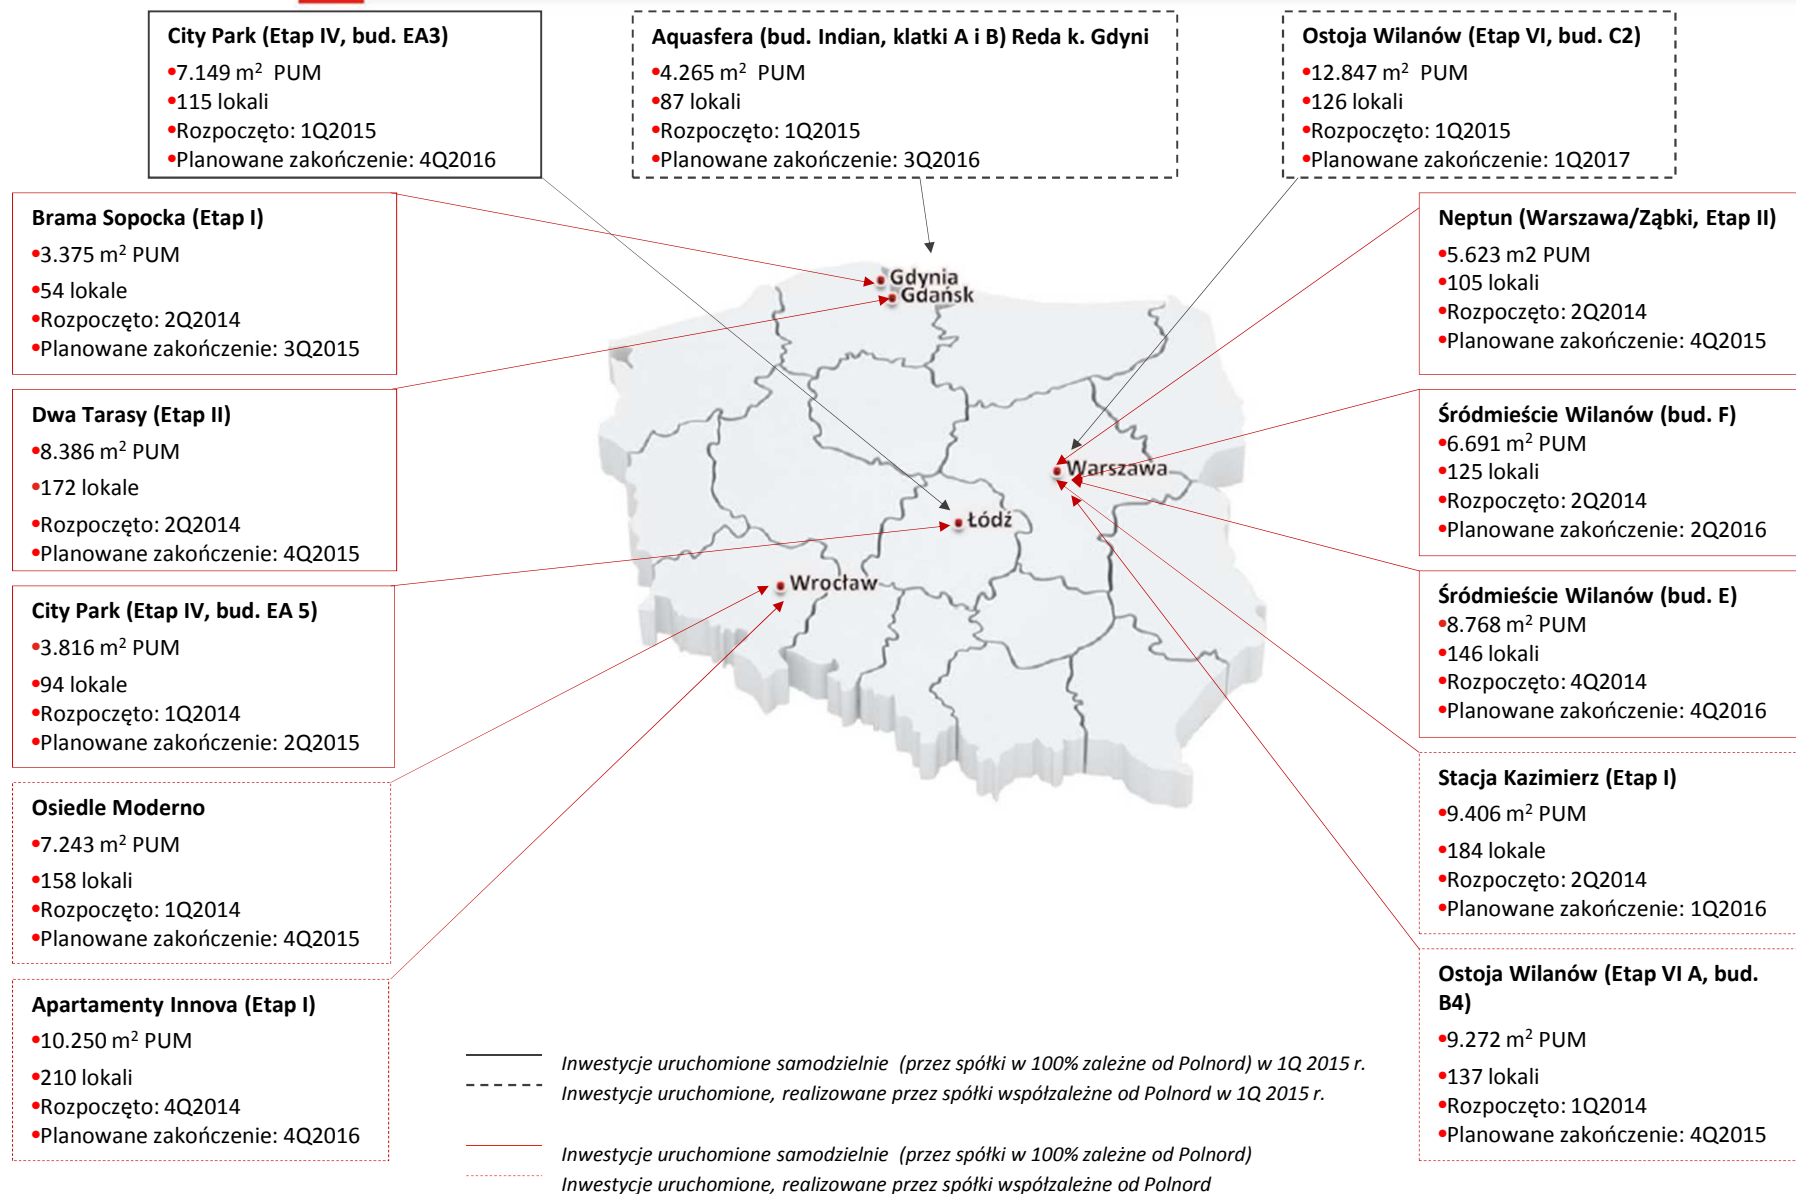 City Park (Etap IV, bud. EA3)
•7.149 m² PUM
•115 lokali
•Rozpoczęto: 1Q2015
•Planowane zakończenie: 4Q2016
Aquasfera (bud. Indian, klatki A i B) Reda k. Gdyni
•4.265 m² PUM
•87 lokali
•Rozpoczęto: 1Q2015
•Planowane zakończenie: 3Q2016
Ostoja Wilanów (Etap VI, bud. C2)
•12.847 m² PUM
•126 lokali
•Rozpoczęto: 1Q2015
•Planowane zakończenie: 1Q2017
Brama Sopocka (Etap I)
•3.375 m² PUM
•54 lokale
•Rozpoczęto: 2Q2014
•Planowane zakończenie: 3Q2015
Dwa Tarasy (Etap II)
•8.386 m² PUM
•172 lokale
•Rozpoczęto: 2Q2014
•Planowane zakończenie: 4Q2015
City Park (Etap IV, bud. EA 5)
•3.816 m² PUM
•94 lokale
•Rozpoczęto: 1Q2014
•Planowane zakończenie: 2Q2015
Osiedle Moderno
•7.243 m² PUM
•158 lokali
•Rozpoczęto: 1Q2014
•Planowane zakończenie: 4Q2015
Apartamenty Innova (Etap I)
•10.250 m² PUM
•210 lokali
•Rozpoczęto: 4Q2014
•Planowane zakończenie: 4Q2016
Gdynia
Gdańsk
Warszawa
Łódź
Wrocław
Neptun (Warszawa/Ząbki, Etap II)
•5.623 m2 PUM
•105 lokali
•Rozpoczęto: 2Q2014
•Planowane zakończenie: 4Q2015
Śródmieście Wilanów (bud. F)
•6.691 m² PUM
•125 lokali
•Rozpoczęto: 2Q2014
•Planowane zakończenie: 2Q2016
Śródmieście Wilanów (bud. E)
•8.768 m² PUM
•146 lokali
•Rozpoczęto: 4Q2014
•Planowane zakończenie: 4Q2016
Stacja Kazimierz (Etap I)
•9.406 m² PUM
•184 lokale
•Rozpoczęto: 2Q2014
•Planowane zakończenie: 1Q2016
Ostoja Wilanów (Etap VI A, bud.
B4)
•9.272 m² PUM
•137 lokali
•Rozpoczęto: 1Q2014
•Planowane zakończenie: 4Q2015
Inwestycje uruchomione samodzielnie (przez spółki w 100% zależne od Polnord) w 1Q 2015 r.
Inwestycje uruchomione, realizowane przez spółki współzależne od Polnord w 1Q 2015 r.
Inwestycje uruchomione samodzielnie (przez spółki w 100% zależne od Polnord)
Inwestycje uruchomione, realizowane przez spółki współzależne od Polnord